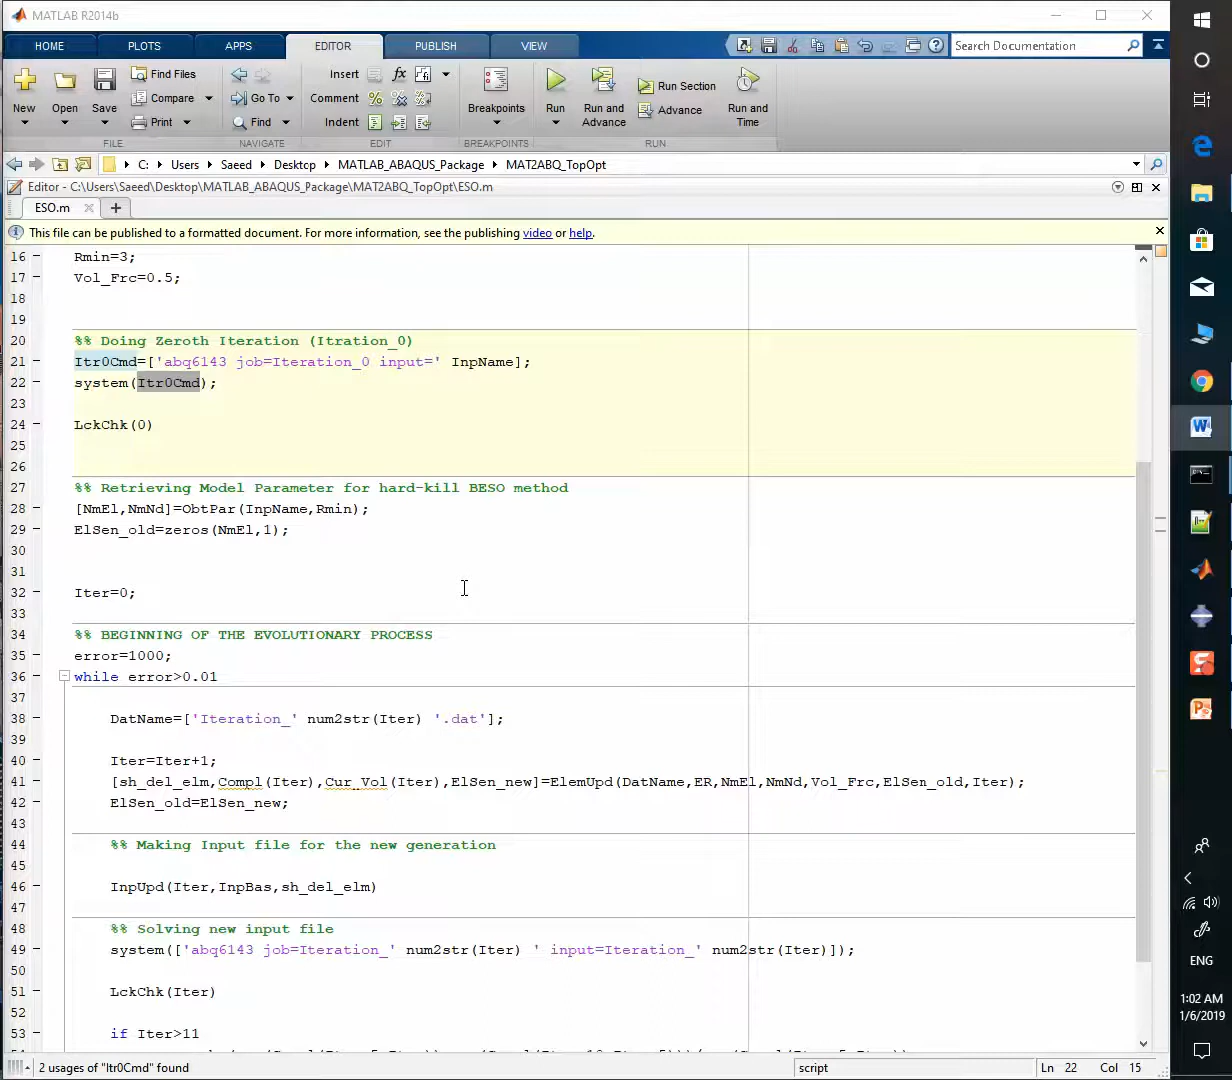 MATLAB R2014b
HOME PLOTS APPS EDITOR PUBLISH VIEW Search Documentation
New Open Save Find Files Compare Print Go To Find Insert fx Comment Indent Breakpoints Run Run and Advance Run Section Advance Run and Time
FILE NAVIGATE EDIT BREAKPOINTS RUN
C: Users Saeed Desktop MATLAB_ABAQUS_Package MAT2ABQ_TopOpt
Editor - C:\Users\Saeed\Desktop\MATLAB_ABAQUS_Package\MAT2ABQ_TopOpt\ESO.m
ESO.m
This file can be published to a formatted document. For more information, see the publishing video or help.
16 Rmin=3;
17 Vol_Frc=0.5;
18
19
20 %% Doing Zeroth Iteration (Itration_0)
21 Itr0Cmd=['abq6143 job=Iteration_0 input=' InpName];
22 system(Itr0Cmd);
23
24 LckChk(0)
25
26
27 %% Retrieving Model Parameter for hard-kill BESO method
28 [NmEl,NmNd]=ObtPar(InpName,Rmin);
29 ElSen_old=zeros(NmEl,1);
30
31
32 Iter=0;
33
34 %% BEGINNING OF THE EVOLUTIONARY PROCESS
35 error=1000;
36 while error>0.01
37
38 DatName=['Iteration_' num2str(Iter) '.dat'];
39
40 Iter=Iter+1;
41 [sh_del_elm,Compl(Iter),Cur_Vol(Iter),ElSen_new]=ElemUpd(DatName,ER,NmEl,NmNd,Vol_Frc,ElSen_old,Iter);
42 ElSen_old=ElSen_new;
43
44 %% Making Input file for the new generation
45
46 InpUpd(Iter,InpBas,sh_del_elm)
47
48 %% Solving new input file
49 system(['abq6143 job=Iteration_' num2str(Iter) ' input=Iteration_' num2str(Iter)]);
50
51 LckChk(Iter)
52
53 if Iter>11
2 usages of "Itr0Cmd" found script Ln 22 Col 15
ENG
1:02 AM
1/6/2019